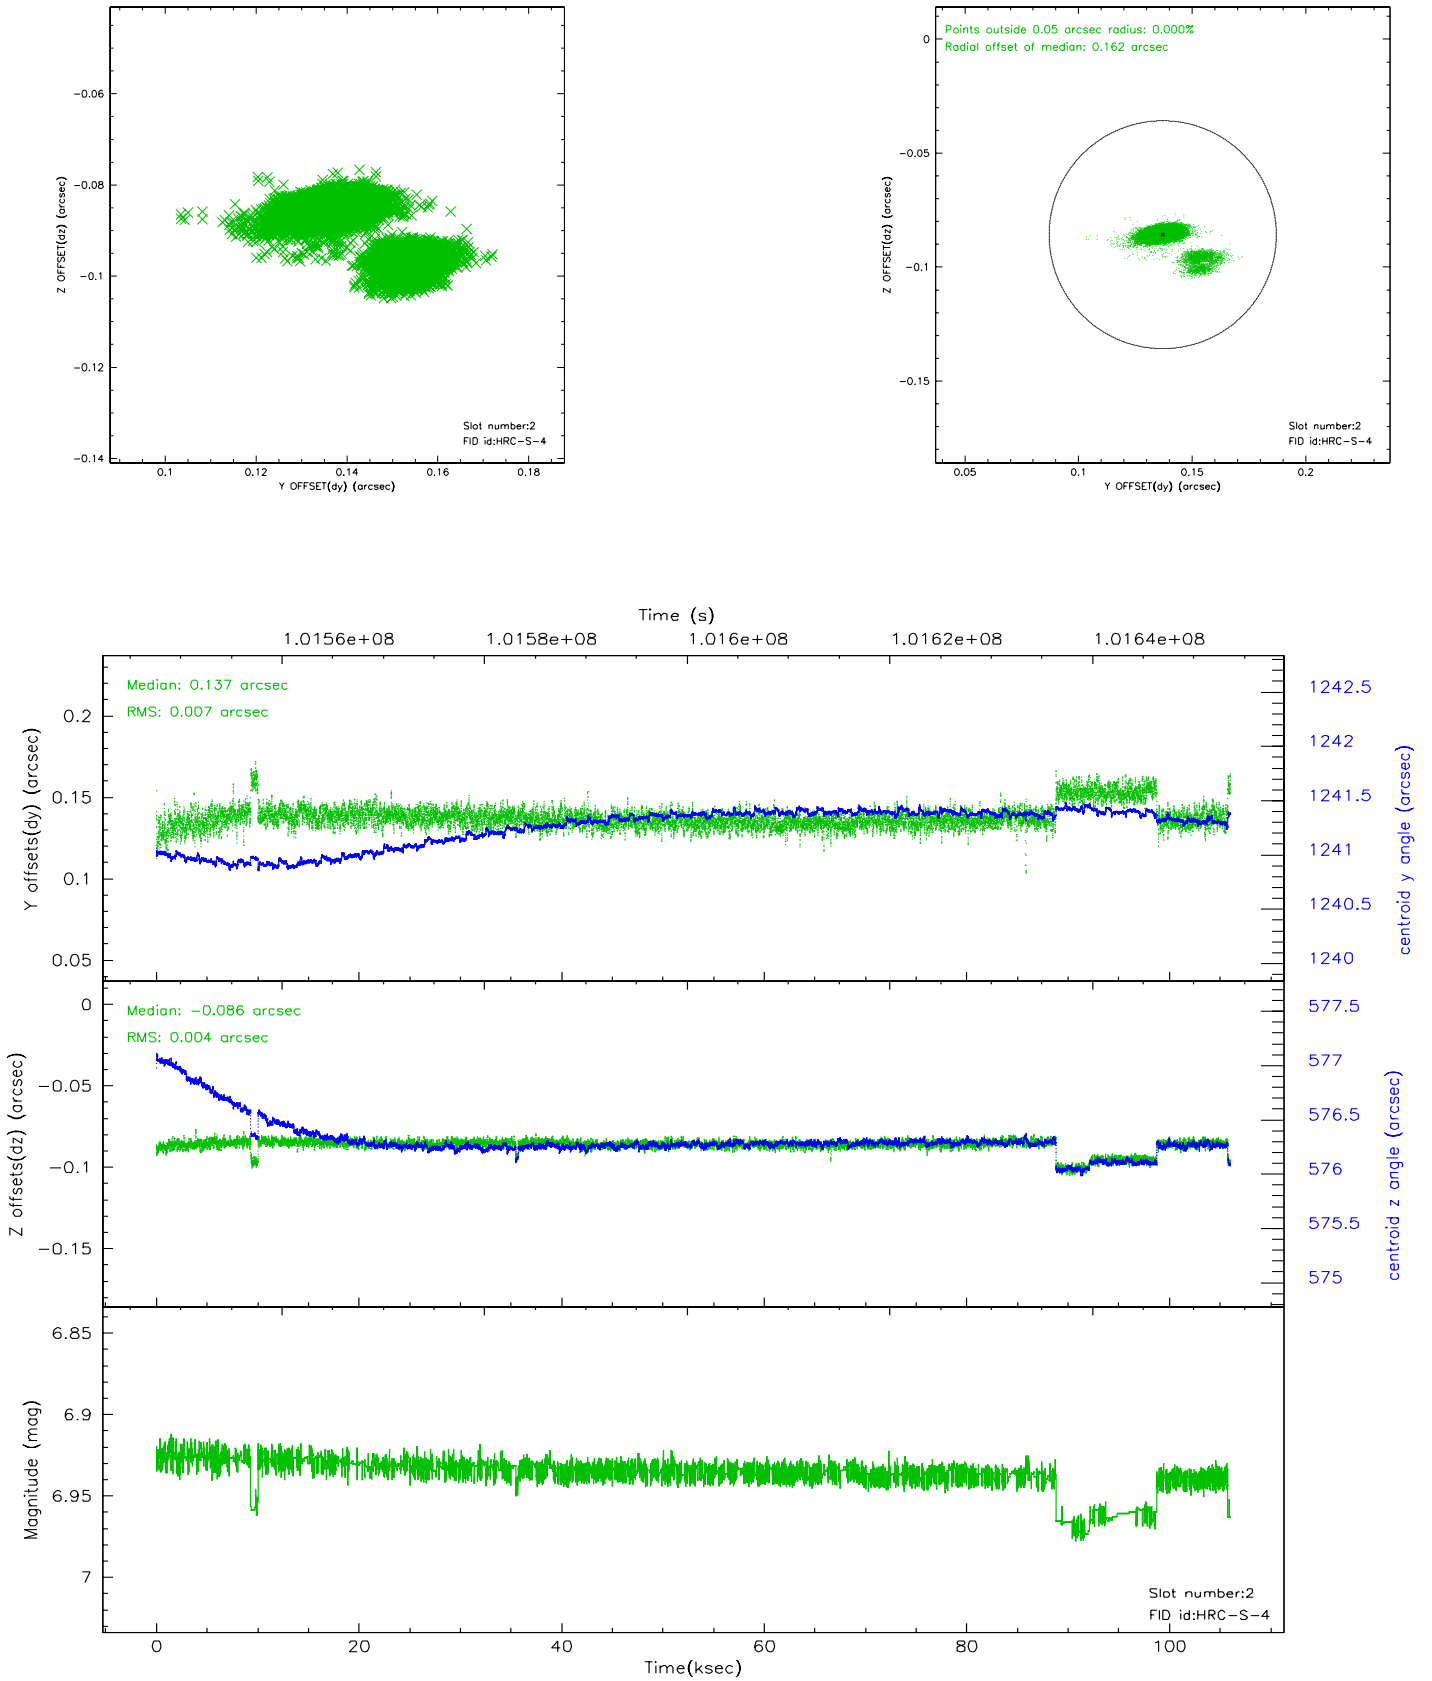 -0.06
-0.08
-0.1
-0.12
-0.14
Z OFFSET(dz) (arcsec)
Slot number:2
FID id:HRC-S-4
0.1 0.12 0.14 0.16 0.18
Y OFFSET(dy) (arcsec)
Points outside 0.05 arcsec radius: 0.000%
Radial offset of median: 0.162 arcsec
0
-0.05
-0.1
-0.15
Z OFFSET(dz) (arcsec)
Slot number:2
FID id:HRC-S-4
0.05 0.1 0.15 0.2
Y OFFSET(dy) (arcsec)
Time (s)
1.0156e+08 1.0158e+08 1.016e+08 1.0162e+08 1.0164e+08
Median: 0.137 arcsec
RMS: 0.007 arcsec
0.2
0.15
0.1
0.05
Y offsets(dy) (arcsec)
1242.5
1242
1241.5
1241
1240.5
1240
centroid y angle (arcsec)
Median: -0.086 arcsec
RMS: 0.004 arcsec
0
-0.05
-0.1
-0.15
Z offsets(dz) (arcsec)
577.5
577
576.5
576
575.5
575
centroid z angle (arcsec)
6.85
6.9
6.95
7
Magnitude (mag)
Slot number:2
FID id:HRC-S-4
0 20 40 60 80 100
Time(ksec)